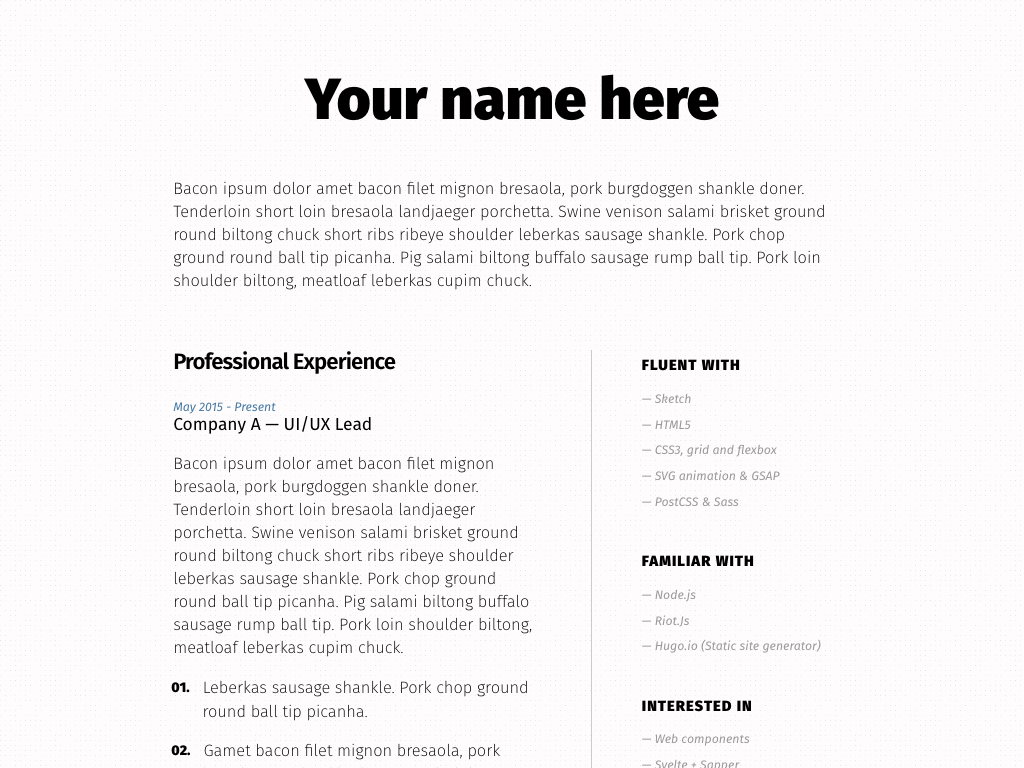 Your name here
Bacon ipsum dolor amet bacon filet mignon bresaola, pork burgdoggen shankle doner.
Tenderloin short loin bresaola landjaeger porchetta. Swine venison salami brisket ground
round biltong chuck short ribs ribeye shoulder leberkas sausage shankle. Pork chop
ground round ball tip picanha. Pig salami biltong buffalo sausage rump ball tip. Pork loin
shoulder biltong, meatloaf leberkas cupim chuck.
Professional Experience
May 2015 - Present
Company A — UI/UX Lead
Bacon ipsum dolor amet bacon filet mignon
bresaola, pork burgdoggen shankle doner.
Tenderloin short loin bresaola landjaeger
porchetta. Swine venison salami brisket ground
round biltong chuck short ribs ribeye shoulder
leberkas sausage shankle. Pork chop ground
round ball tip picanha. Pig salami biltong buffalo
sausage rump ball tip. Pork loin shoulder biltong,
meatloaf leberkas cupim chuck.
01. Leberkas sausage shankle. Pork chop ground
round ball tip picanha.
02. Gamet bacon filet mignon bresaola, pork
FLUENT WITH
— Sketch
— HTML5
— CSS3, grid and flexbox
— SVG animation & GSAP
— PostCSS & Sass
FAMILIAR WITH
— Node.js
— Riot.Js
— Hugo.io (Static site generator)
INTERESTED IN
— Web components
— Svelte + Sapper